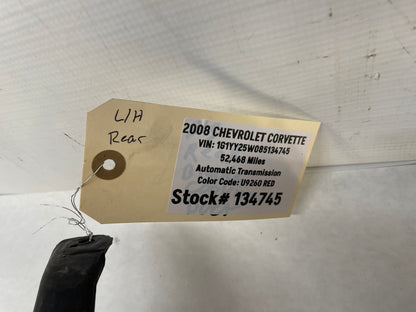 L/H
Rear
2008 CHEVROLET CORVETTE
VIN: 1G1YY25W085134745
52,468 Miles
Automatic Transmission
Color Code: U9260 RED
Stock# 134745